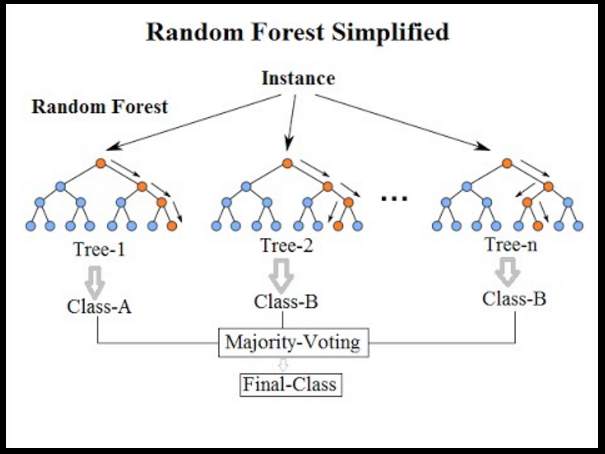 Random Forest Simplified
Instance
Random Forest
...
Tree-1
Tree-2
Tree-n
Class-A
Class-B
Class-B
Majority-Voting
Final-Class